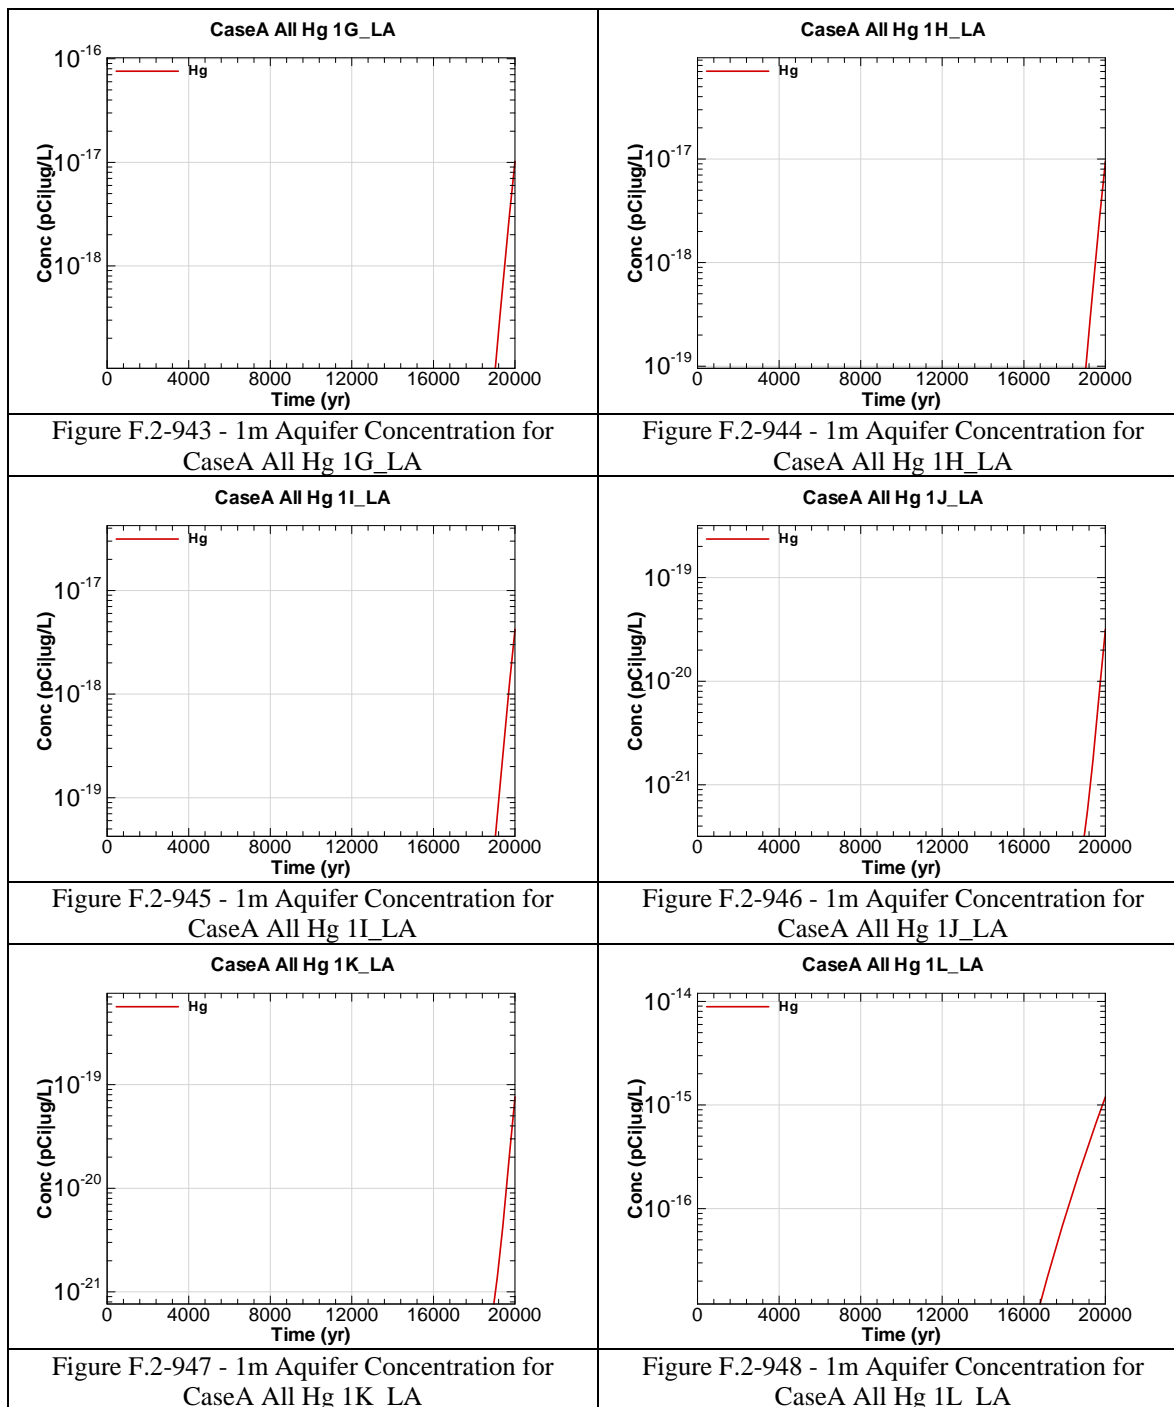 CaseA All Hg 1G_LA
Hg
10-16
10-17
10-18
Conc (pCi|ug/L)
0 4000 8000 12000 16000 20000
Time (yr)
Figure F.2-943 - 1m Aquifer Concentration for
CaseA All Hg 1G_LA
CaseA All Hg 1H_LA
Hg
10-17
10-18
10-19
Conc (pCi|ug/L)
0 4000 8000 12000 16000 20000
Time (yr)
Figure F.2-944 - 1m Aquifer Concentration for
CaseA All Hg 1H_LA
CaseA All Hg 1I_LA
Hg
10-17
10-18
10-19
Conc (pCi|ug/L)
0 4000 8000 12000 16000 20000
Time (yr)
Figure F.2-945 - 1m Aquifer Concentration for
CaseA All Hg 1I_LA
CaseA All Hg 1J_LA
Hg
10-19
10-20
10-21
Conc (pCi|ug/L)
0 4000 8000 12000 16000 20000
Time (yr)
Figure F.2-946 - 1m Aquifer Concentration for
CaseA All Hg 1J_LA
CaseA All Hg 1K_LA
Hg
10-19
10-20
10-21
Conc (pCi|ug/L)
0 4000 8000 12000 16000 20000
Time (yr)
Figure F.2-947 - 1m Aquifer Concentration for
CaseA All Hg 1K_LA
CaseA All Hg 1L_LA
Hg
10-14
10-15
10-16
Conc (pCi|ug/L)
0 4000 8000 12000 16000 20000
Time (yr)
Figure F.2-948 - 1m Aquifer Concentration for
CaseA All Hg 1L_LA